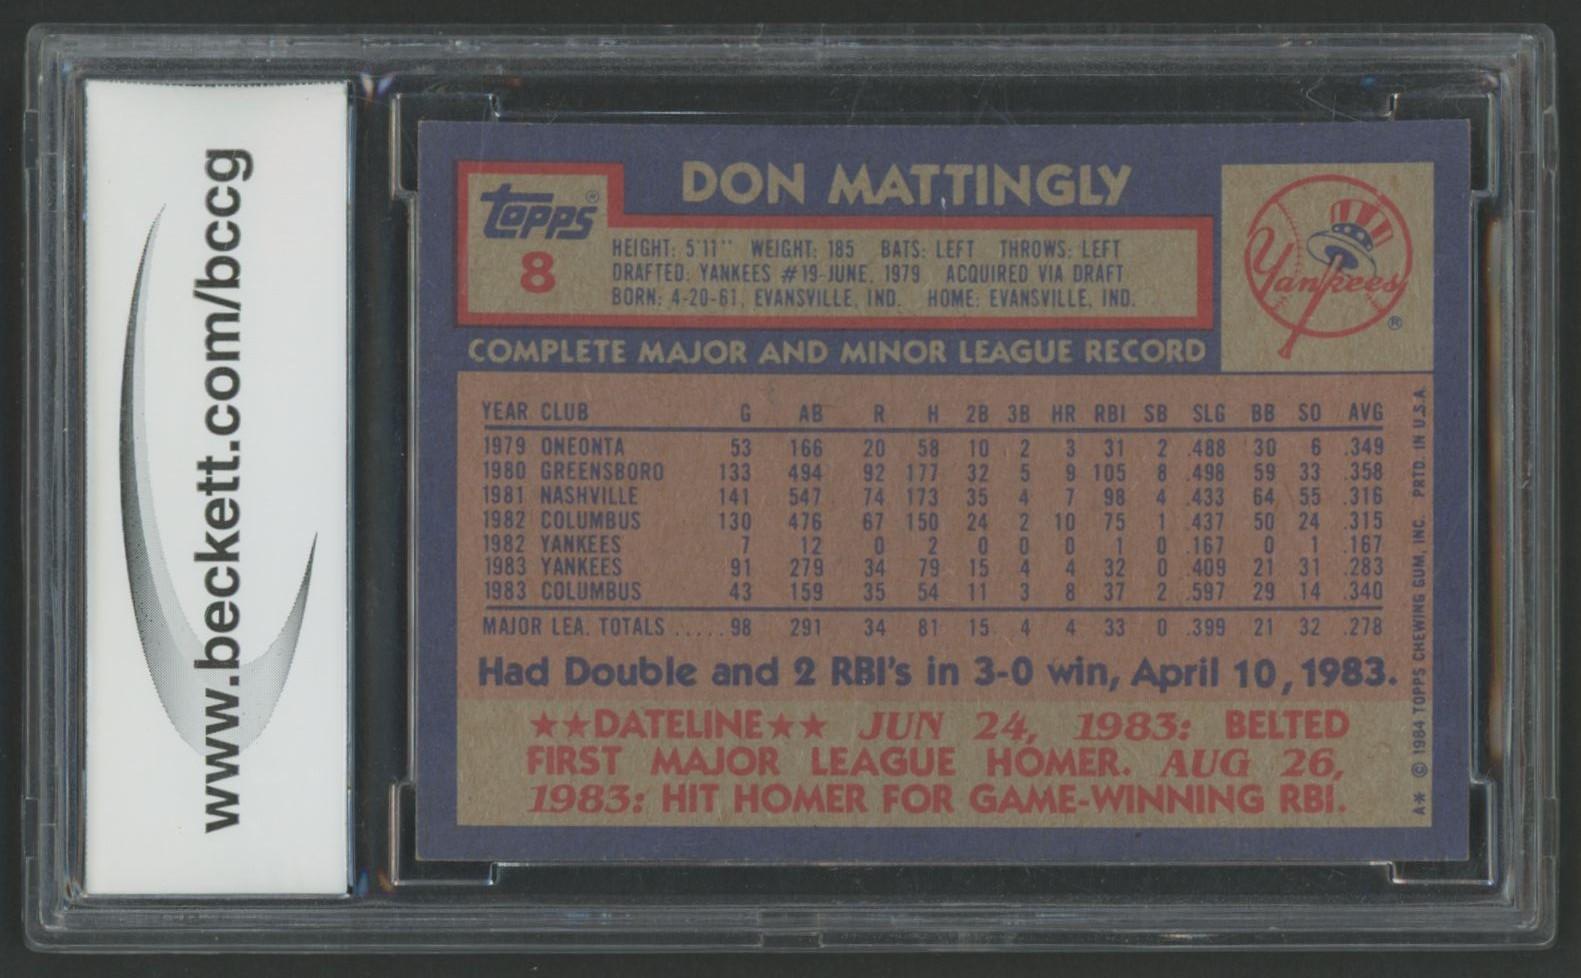 www.beckett.com/bccg
DON MATTINGLY
TOPPS®
8
HEIGHT: 5'11" WEIGHT: 185 BATS: LEFT THROWS: LEFT
DRAFTED: YANKEES #19-JUNE, 1979 ACQUIRED VIA DRAFT
BORN: 4-20-61, EVANSVILLE, IND. HOME: EVANSVILLE, IND.
Yankees
®
COMPLETE MAJOR AND MINOR LEAGUE RECORD
YEAR CLUB G AB R H 2B 3B HR RBI SB SLG BB SO AVG
1979 ONEONTA 53 166 20 58 10 2 3 31 2 .488 30 6 .349
1980 GREENSBORO 133 494 92 177 32 5 9 105 8 .498 59 33 .358
1981 NASHVILLE 141 547 74 173 35 4 7 98 4 .433 64 55 .316
1982 COLUMBUS 130 476 67 150 24 2 10 75 1 .437 50 24 .315
1982 YANKEES 7 12 0 2 0 0 0 1 0 .167 0 1 .167
1983 YANKEES 91 279 34 79 15 4 4 32 0 .409 21 31 .283
1983 COLUMBUS 43 159 35 54 11 3 8 37 2 .597 29 14 .340
MAJOR LEA. TOTALS ..... 98 291 34 81 15 4 4 33 0 .399 21 32 .278
Had Double and 2 RBI's in 3-0 win, April 10, 1983.
★★DATELINE★★ JUN 24, 1983: BELTED
FIRST MAJOR LEAGUE HOMER. AUG 26,
1983: HIT HOMER FOR GAME-WINNING RBI.
A* © 1984 TOPPS CHEWING GUM, INC. PRTD. IN U.S.A.